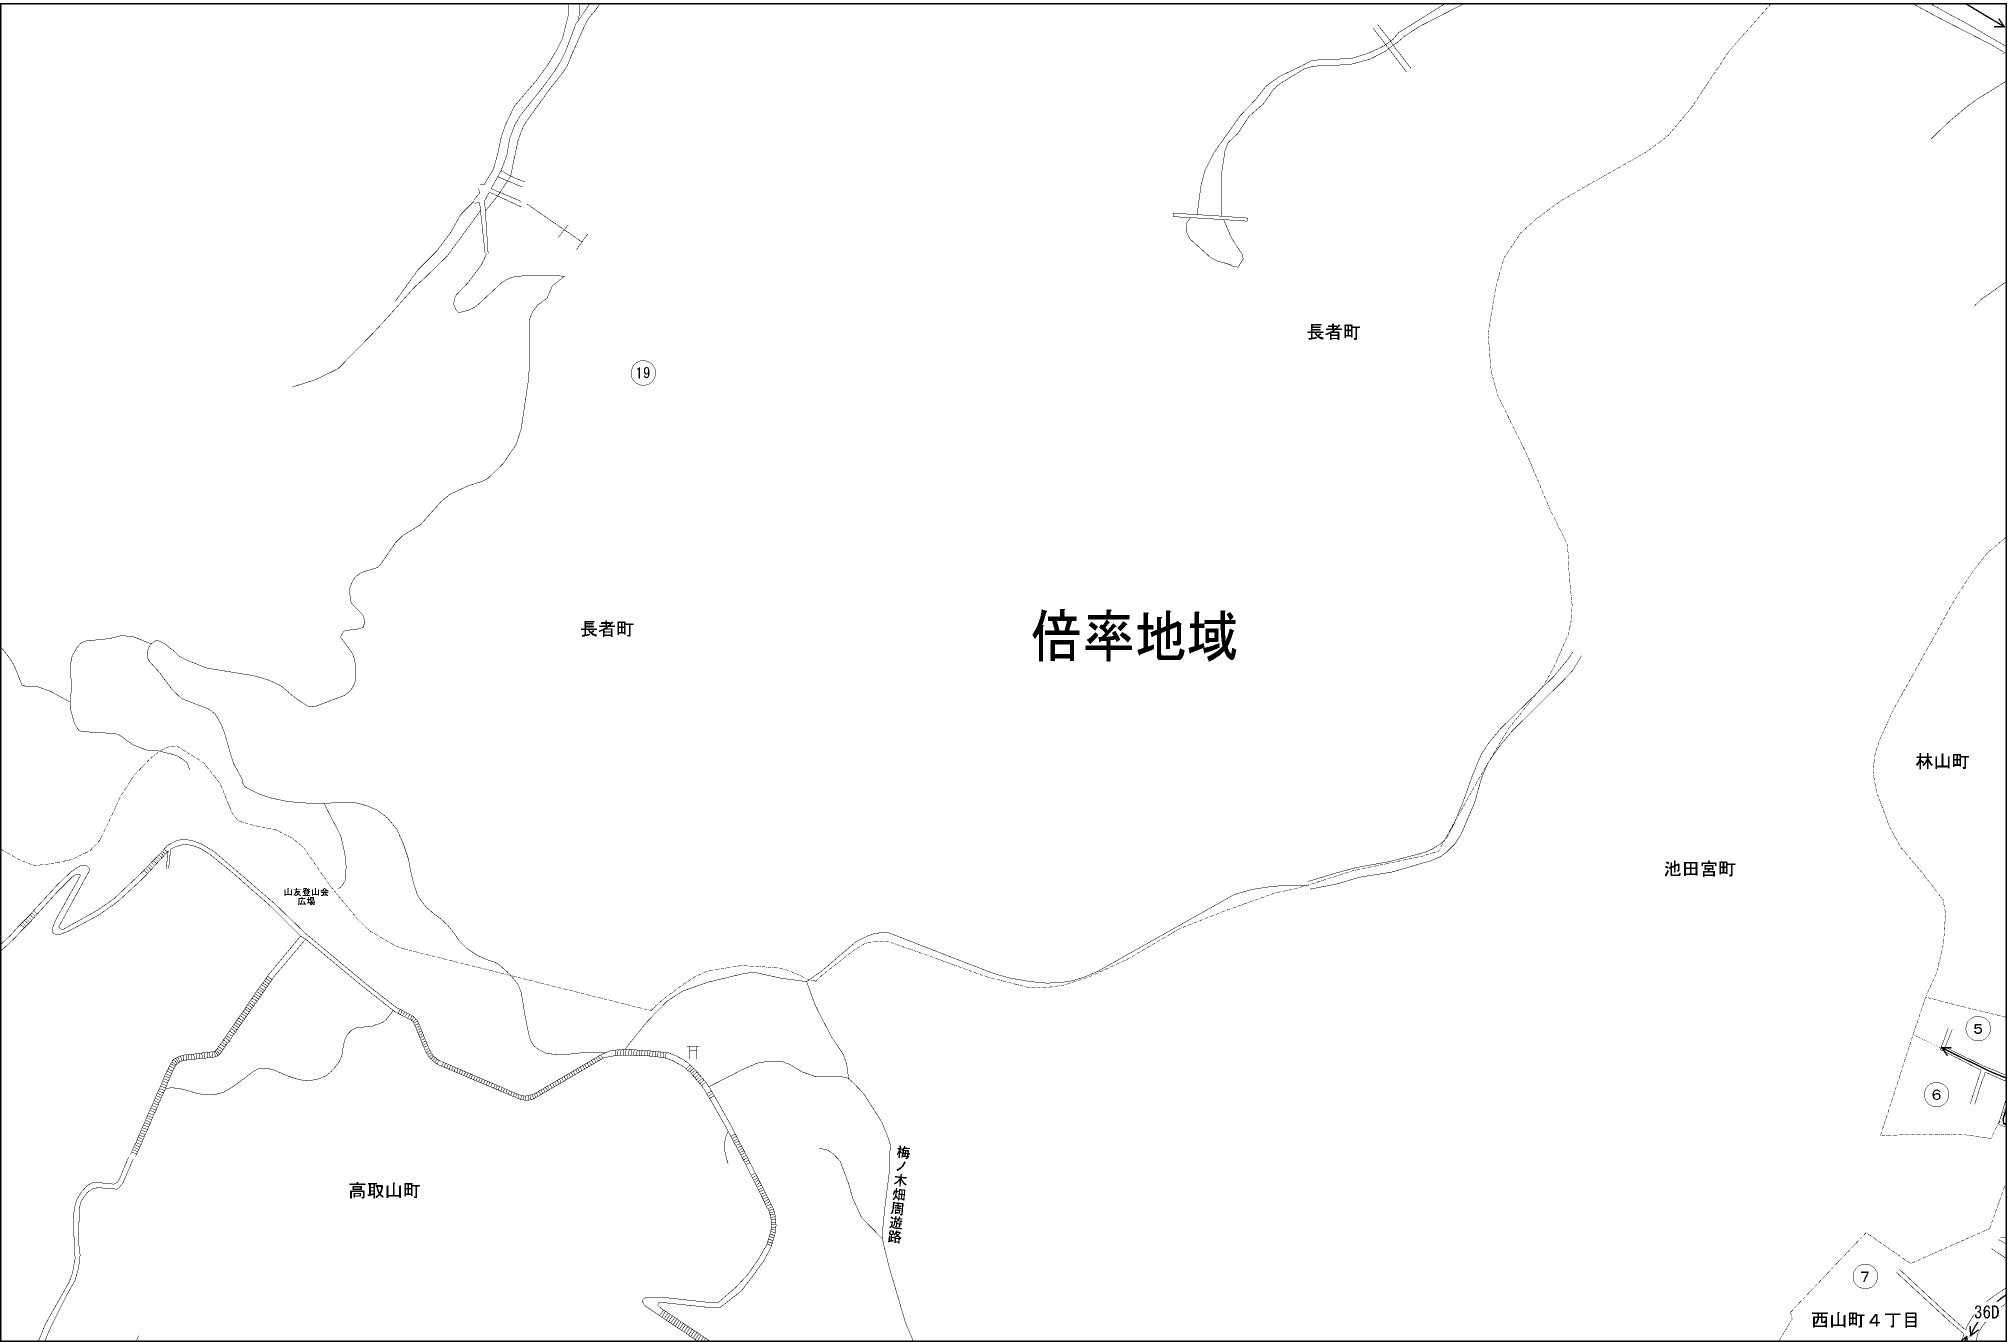 長者町
⑲
長者町
倍率地域
林山町
池田宮町
山友登山会
広場
⑤
⑥
梅ノ木畑周遊路
高取山町
⑦
西山町４丁目
36D